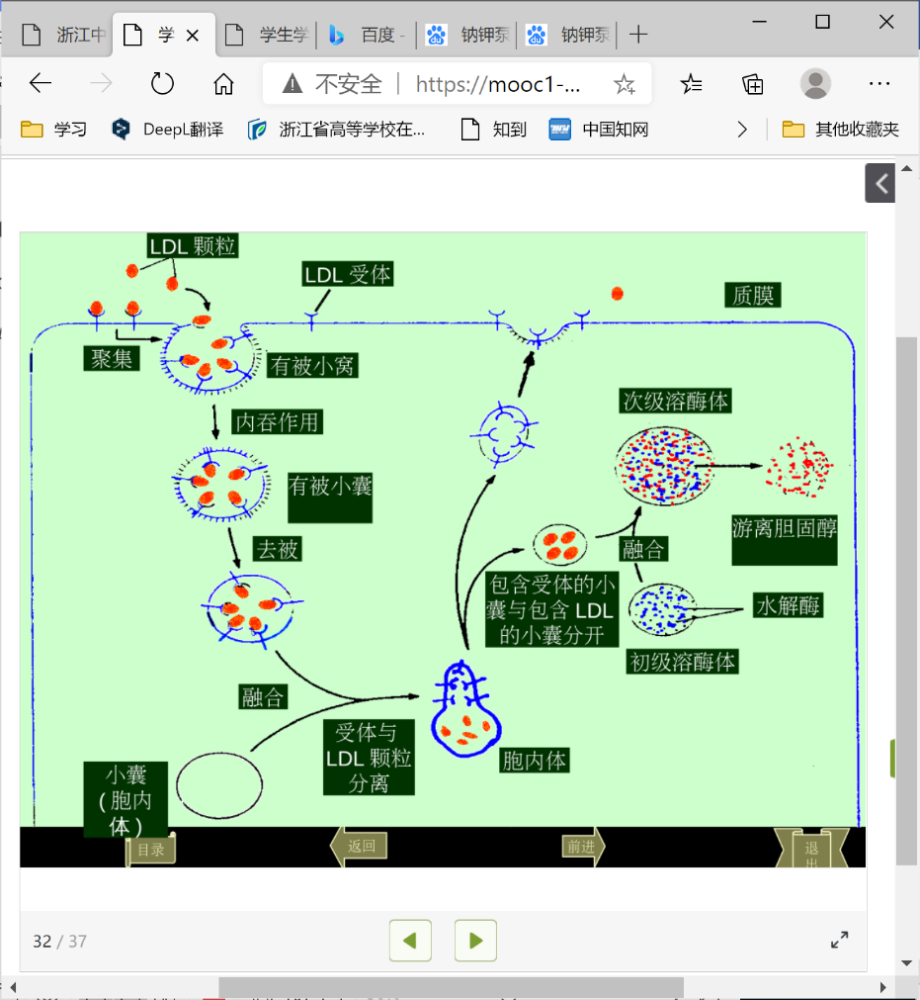 浙江中
学
学生学
百度 -
钠钾泵
钠钾泵
不安全
https://mooc1-...
学习
DeepL翻译
浙江省高等学校在...
知到
中国知网
其他收藏夹
LDL 颗粒
LDL 受体
质膜
聚集
有被小窝
内吞作用
次级溶酶体
有被小囊
游离胆固醇
去被
融合
包含受体的小
囊与包含 LDL
的小囊分开
水解酶
初级溶酶体
融合
受体与
LDL 颗粒
分离
胞内体
小囊
(胞内
体)
目录
返回
前进
退
出
32 / 37